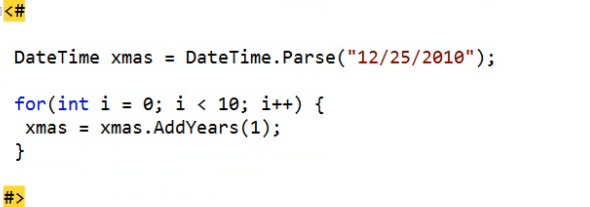 <#
DateTime xmas = DateTime.Parse("12/25/2010");
for(int i = 0; i < 10; i++) {
xmas = xmas.AddYears(1);
}
#>